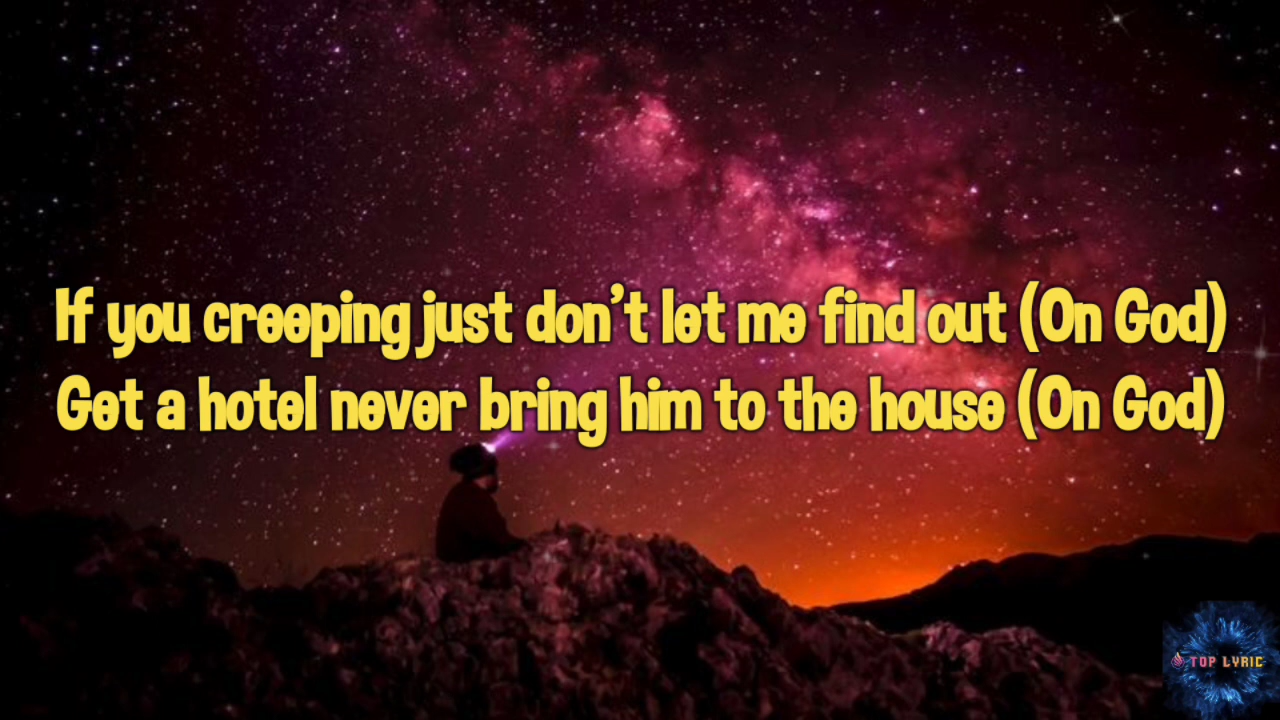 If you creeping just don't let me find out (On God)
Get a hotel never bring him to the house (On God)
TOP LYRIC